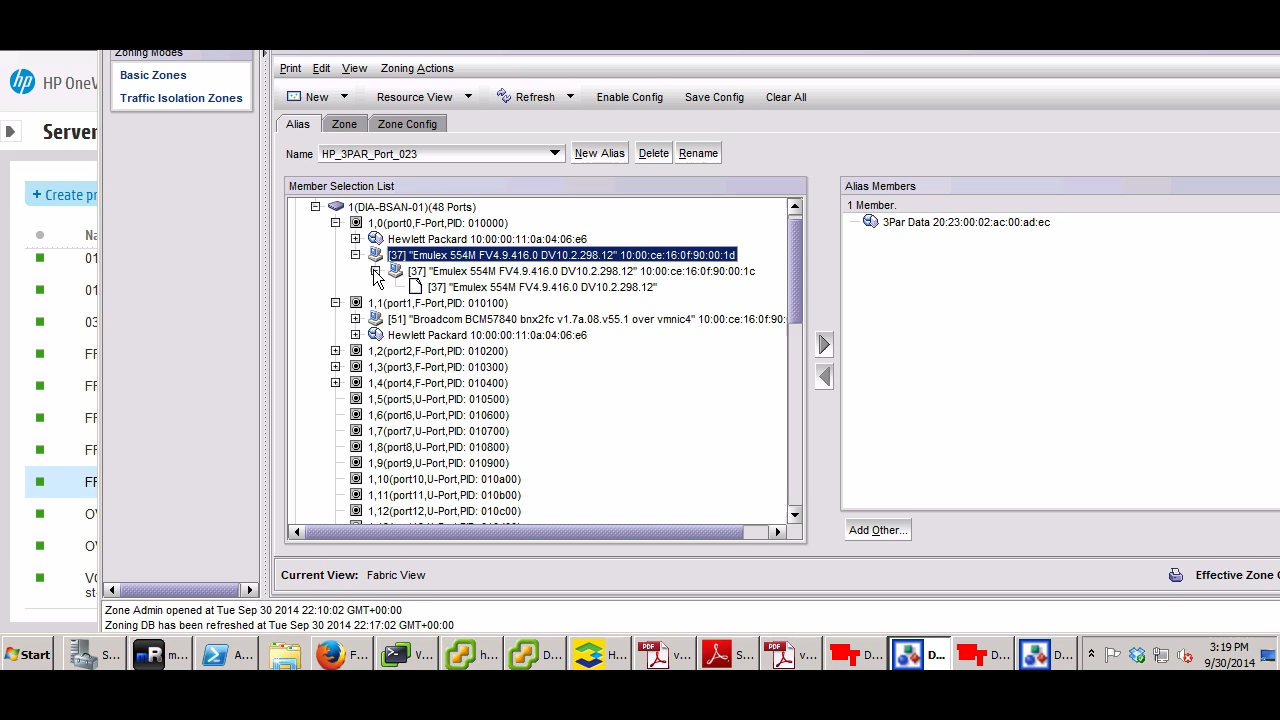 Zoning Modes
Basic Zones
Traffic Isolation Zones
hp
HP OneV
Server
+ Create p
Na
01
01
03
FF
FF
FF
FF
FF
OV
OV
VC
st
Print Edit View Zoning Actions
New Resource View Refresh Enable Config Save Config Clear All
Alias Zone Zone Config
Name HP_3PAR_Port_023 New Alias Delete Rename
Member Selection List
1(DIA-BSAN-01)(48 Ports)
1,0(port0,F-Port,PID: 010000)
Hewlett Packard 10:00:00:11:0a:04:06:e6
[37] "Emulex 554M FV4.9.416.0 DV10.2.298.12" 10:00:ce:16:0f:90:00:1d
[37] "Emulex 554M FV4.9.416.0 DV10.2.298.12" 10:00:ce:16:0f:90:00:1c
[37] "Emulex 554M FV4.9.416.0 DV10.2.298.12"
1,1(port1,F-Port,PID: 010100)
[51] "Broadcom BCM57840 bnx2fc v1.7a.08.v55.1 over vmnic4" 10:00:ce:16:0f:90:
Hewlett Packard 10:00:00:11:0a:04:06:e6
1,2(port2,F-Port,PID: 010200)
1,3(port3,F-Port,PID: 010300)
1,4(port4,F-Port,PID: 010400)
1,5(port5,U-Port,PID: 010500)
1,6(port6,U-Port,PID: 010600)
1,7(port7,U-Port,PID: 010700)
1,8(port8,U-Port,PID: 010800)
1,9(port9,U-Port,PID: 010900)
1,10(port10,U-Port,PID: 010a00)
1,11(port11,U-Port,PID: 010b00)
1,12(port12,U-Port,PID: 010c00)
Alias Members
1 Member.
3Par Data 20:23:00:02:ac:00:ad:ec
Add Other...
Current View: Fabric View
Effective Zone C
Zone Admin opened at Tue Sep 30 2014 22:10:02 GMT+00:00
Zoning DB has been refreshed at Tue Sep 30 2014 22:17:02 GMT+00:00
Start S... mR m... A... F... V... h... D... H... v... S... v... D... D... D... D...
3:19 PM
9/30/2014